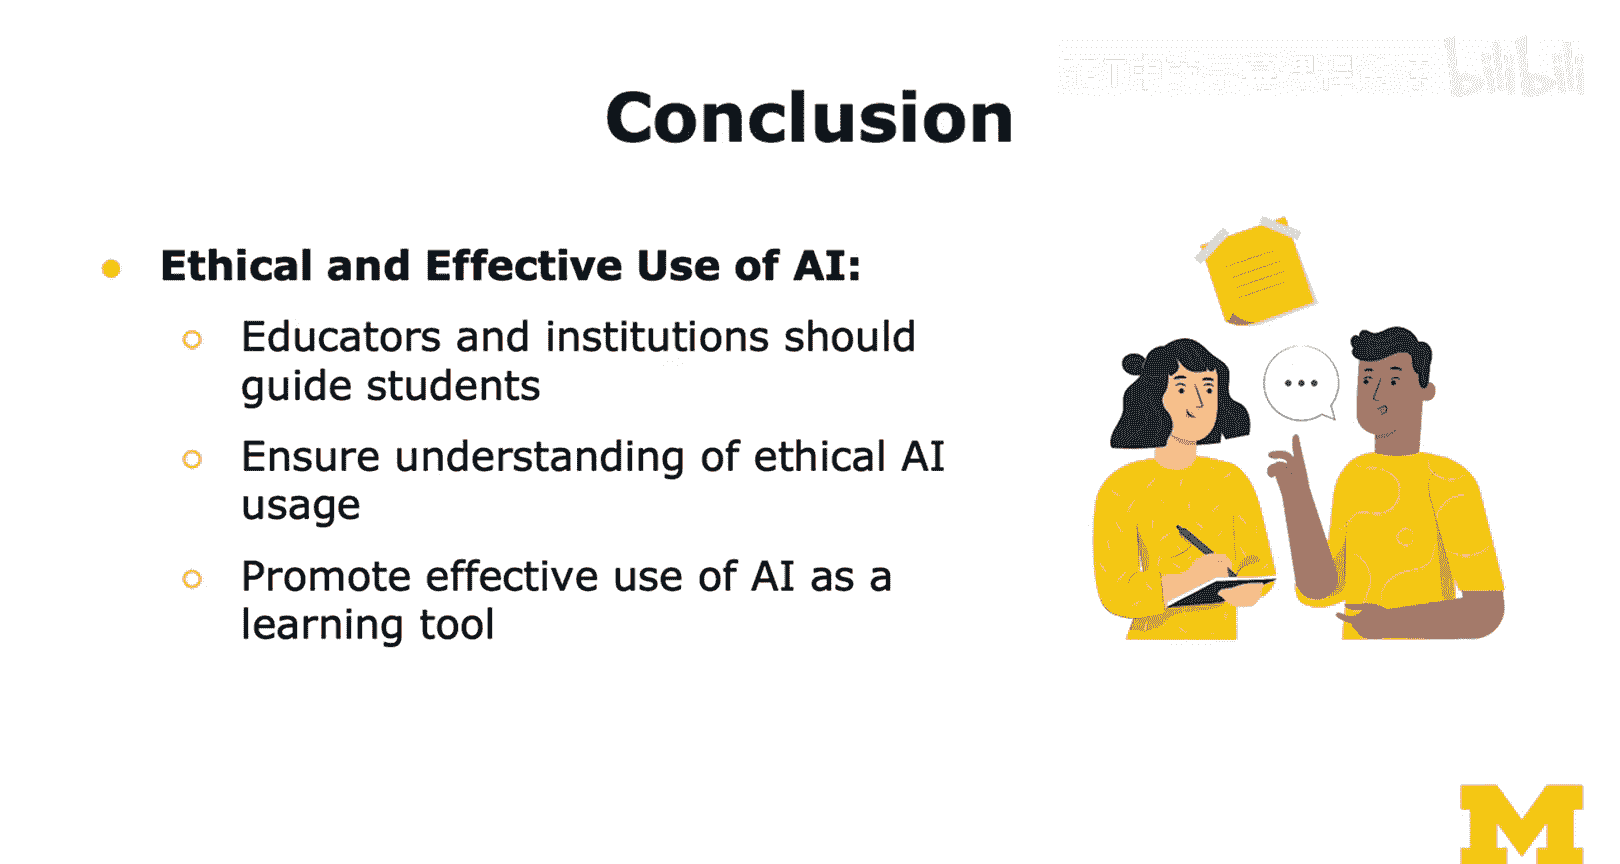 bilibili
Conclusion
Ethical and Effective Use of AI:
Educators and institutions should
guide students
Ensure understanding of ethical AI
usage
Promote effective use of AI as a
learning tool
M